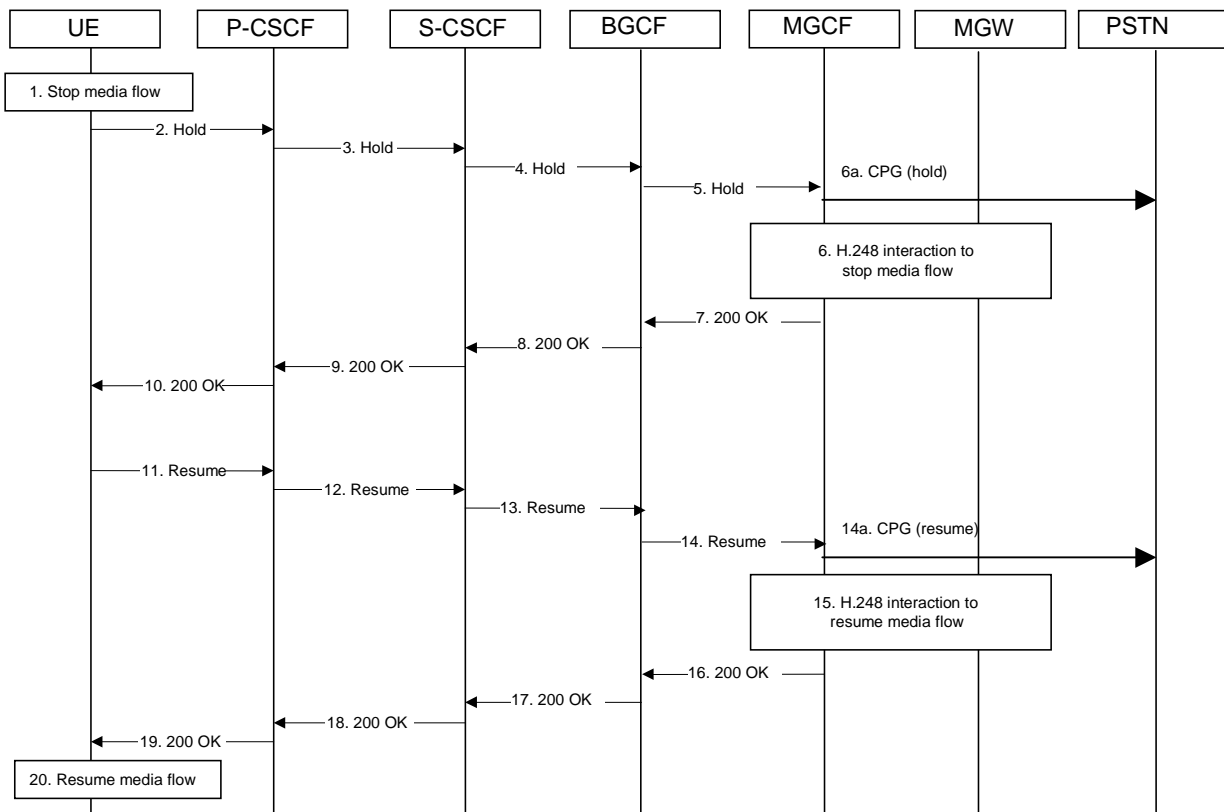 UE
P-CSCF
S-CSCF
BGCF
MGCF
MGW
PSTN
1. Stop media flow
2. Hold
3. Hold
4. Hold
5. Hold
6a. CPG (hold)
6. H.248 interaction to
stop media flow
7. 200 OK
8. 200 OK
9. 200 OK
10. 200 OK
11. Resume
12. Resume
13. Resume
14. Resume
14a. CPG (resume)
15. H.248 interaction to
resume media flow
16. 200 OK
17. 200 OK
18. 200 OK
19. 200 OK
20. Resume media flow